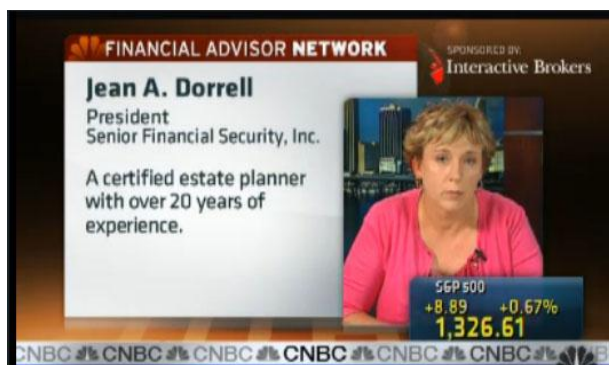 FINANCIAL ADVISOR NETWORK
SPONSORED BY:
Interactive Brokers
Jean A. Dorrell
President
Senior Financial Security, Inc.
A certified estate planner
with over 20 years of
experience.
S&P 500
+8.89 +0.67%
1,326.61
CNBC CNBC CNBC CNBC CNBC CNBC